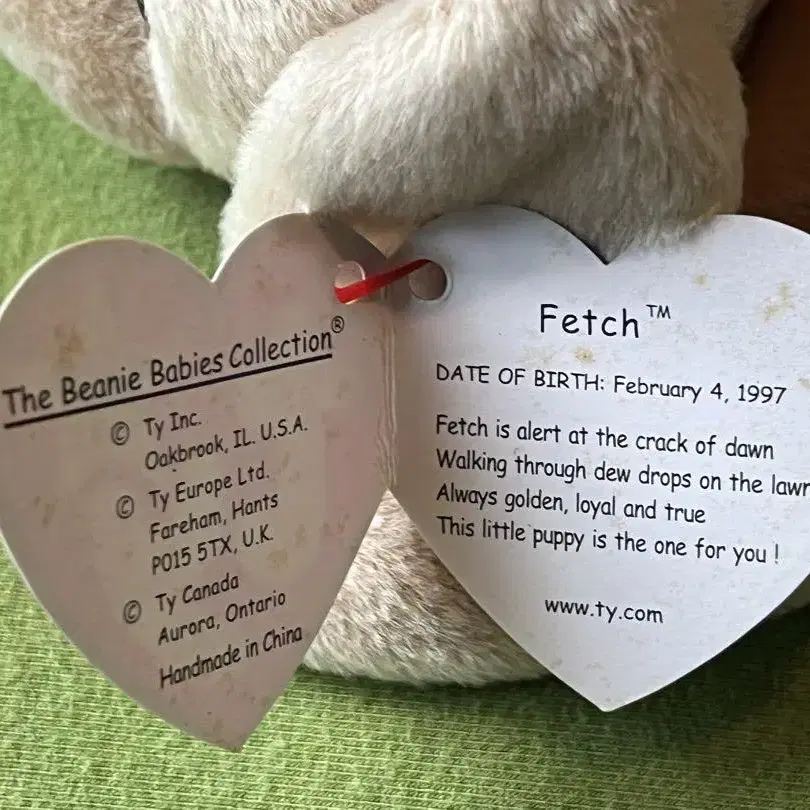 The Beanie Babies Collection®
© Ty Inc.
Oakbrook, IL. U.S.A.
© Ty Europe Ltd.
Fareham, Hants
PO15 5TX, U.K.
© Ty Canada
Aurora, Ontario
Handmade in China
Fetch™
DATE OF BIRTH: February 4, 1997
Fetch is alert at the crack of dawn
Walking through dew drops on the lawn
Always golden, loyal and true
This little puppy is the one for you !
www.ty.com